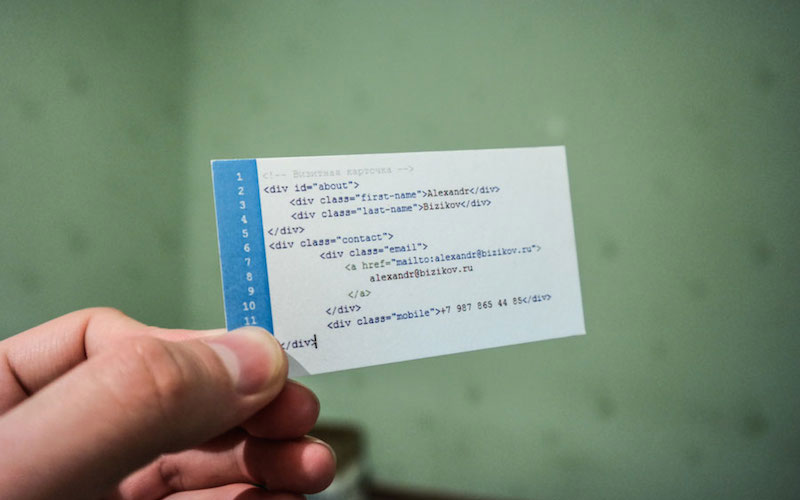 1 <!-- Визитная карточка -->
2 <div id="about">
3 <div class="first-name">Alexandr</div>
4 <div class="last-name">Bizikov</div>
5 </div>
6 <div class="contact">
7 <div class="email">
8 <a href="mailto:alexandr@bizikov.ru">
9 alexandr@bizikov.ru
10 </a>
11 </div>
<div class="mobile">+7 987 865 44 85</div>
</div>